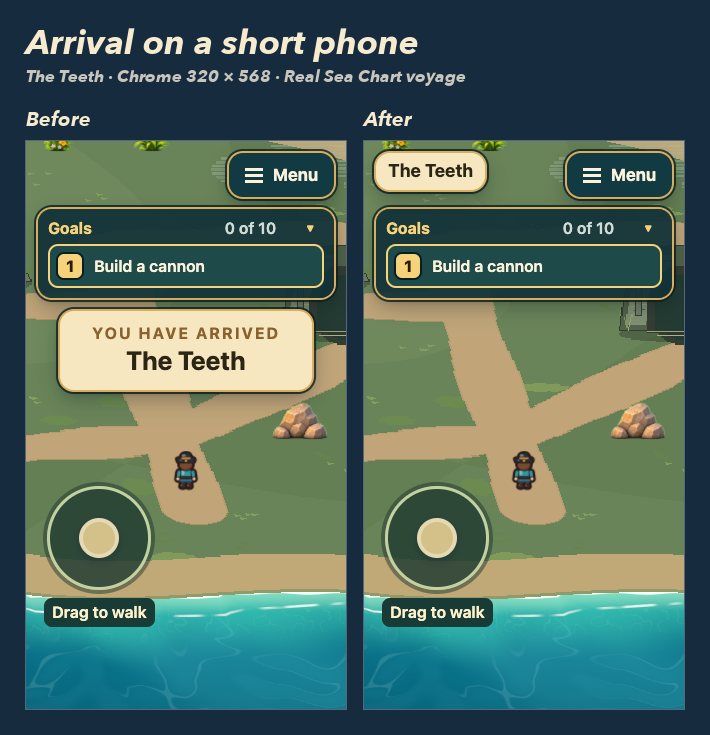 Arrival on a short phone
The Teeth · Chrome 320 × 568 · Real Sea Chart voyage
Before
Menu
Goals 0 of 10 ▼
1 Build a cannon
YOU HAVE ARRIVED
The Teeth
Drag to walk
After
The Teeth
Menu
Goals 0 of 10 ▼
1 Build a cannon
Drag to walk